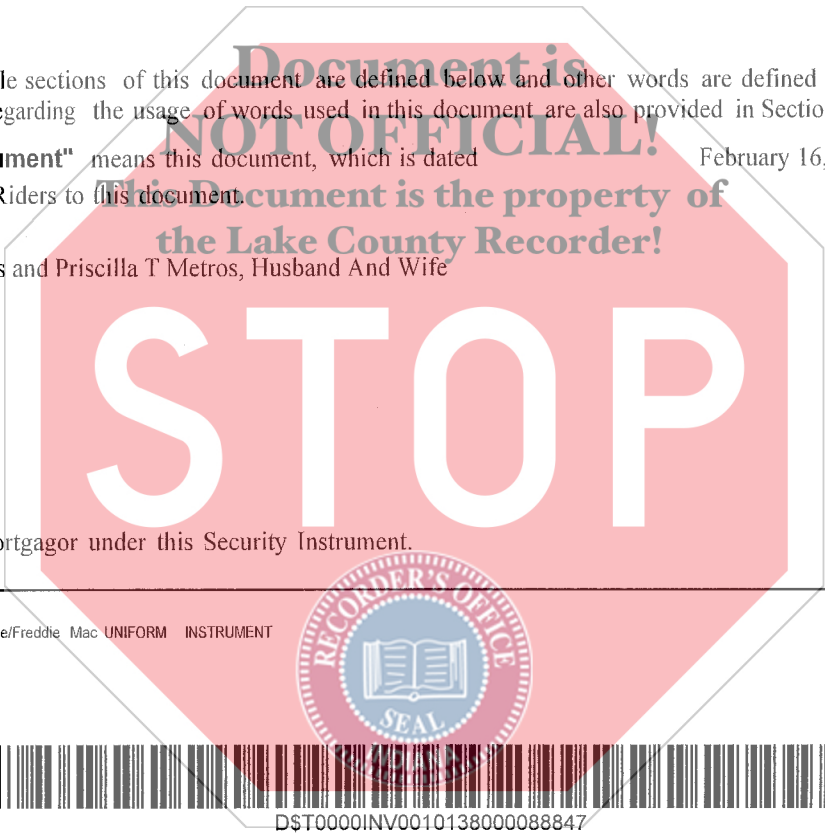 Document is
le sections of this document are defined below and other words are defined
egarding the usage of words used in this document are also provided in Sectio
NOT OFFICIAL!
ument" means this document, which is dated February 16,
Riders to this document.
This Document is the property of
the Lake County Recorder!
s and Priscilla T Metros, Husband And Wife
STOP
ortgagor under this Security Instrument.
RECORDER'S OFFICE
e/Freddie Mac UNIFORM INSTRUMENT
SEAL
INDIANA
D$T0000INV0010138000088847